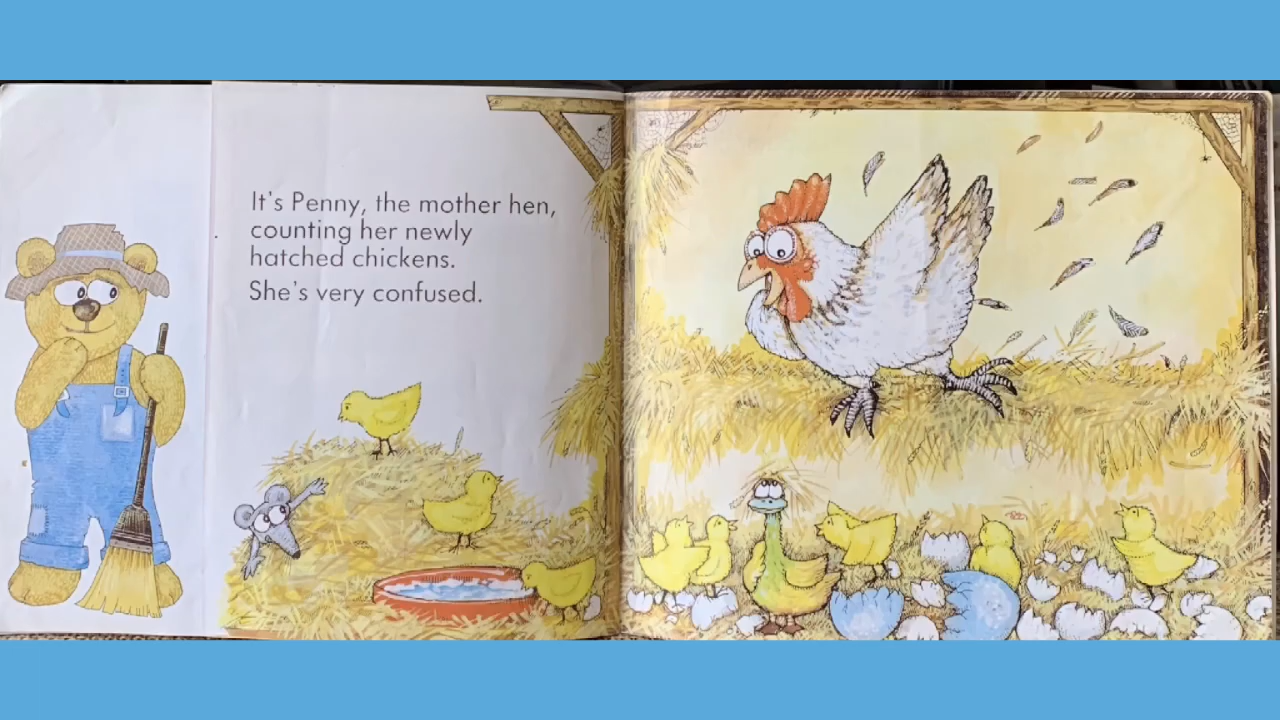 It's Penny, the mother hen,
counting her newly
hatched chickens.
She's very confused.